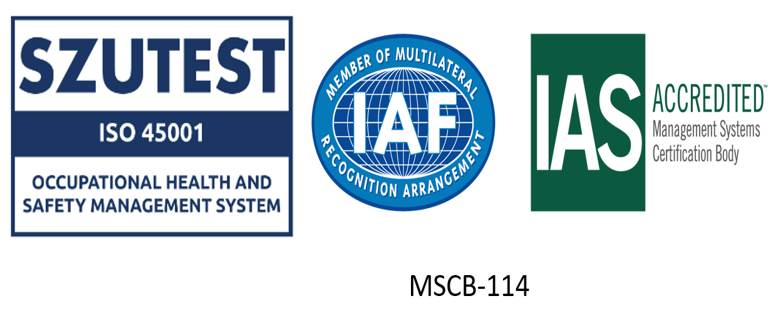 SZUTEST
ISO 45001
OCCUPATIONAL HEALTH AND
SAFETY MANAGEMENT SYSTEM
MEMBER OF MULTILATERAL
IAF
RECOGNITION ARRANGEMENT
IAS
ACCREDITED™
Management Systems
Certification Body
MSCB-114